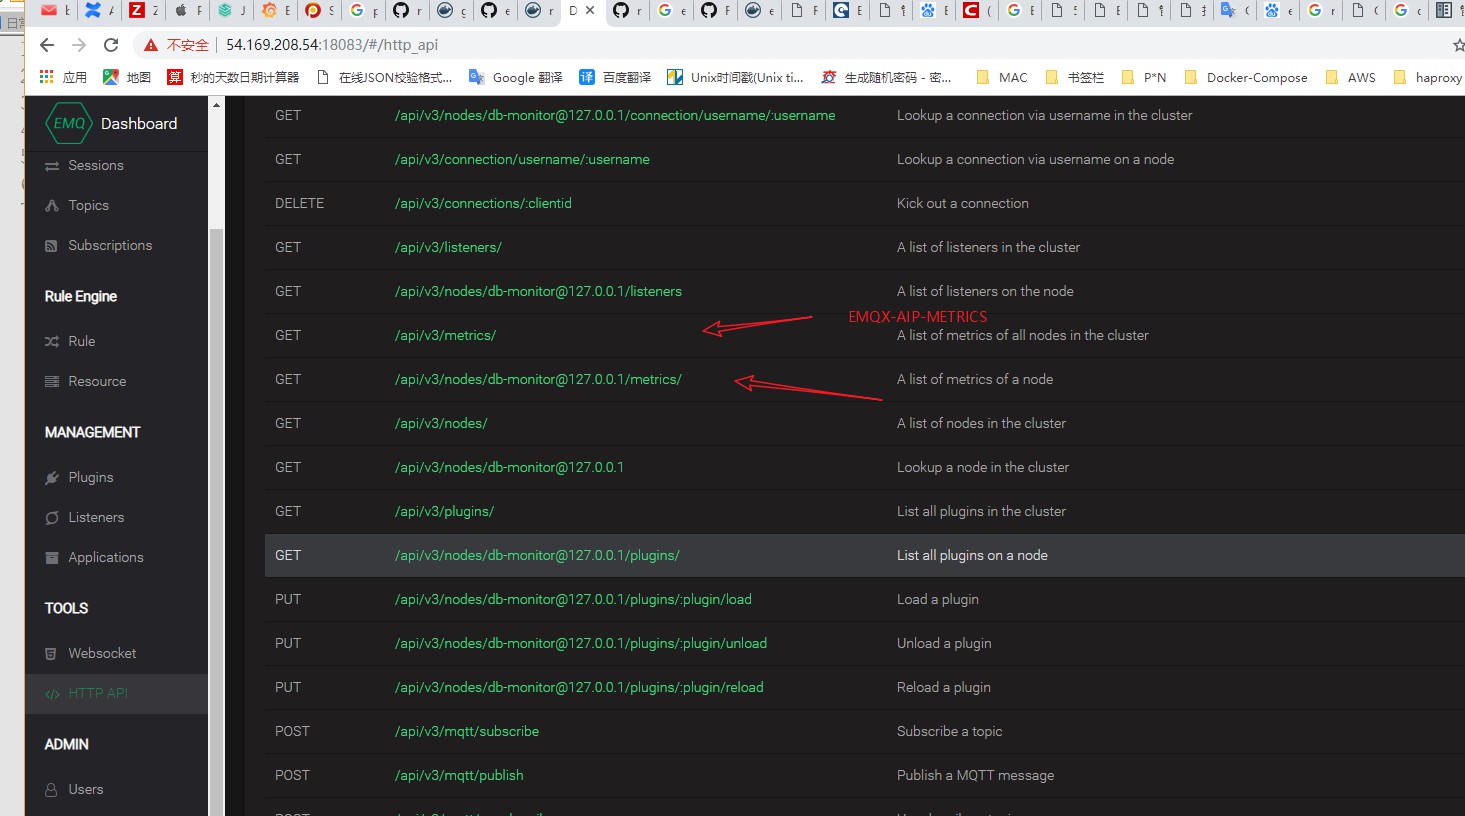 不安全 54.169.208.54:18083/#/http_api
应用 地图 秒的天数日期计算器 在线JSON校验格式... Google 翻译 百度翻译 Unix时间戳(Unix ti... 生成随机密码 - 密... MAC 书签栏 P*N Docker-Compose AWS haproxy
EMQ Dashboard
Sessions
Topics
Subscriptions
Rule Engine
Rule
Resource
MANAGEMENT
Plugins
Listeners
Applications
TOOLS
Websocket
HTTP API
ADMIN
Users
GET /api/v3/nodes/db-monitor@127.0.0.1/connection/username/:username Lookup a connection via username in the cluster
GET /api/v3/connection/username/:username Lookup a connection via username on a node
DELETE /api/v3/connections/:clientid Kick out a connection
GET /api/v3/listeners/ A list of listeners in the cluster
GET /api/v3/nodes/db-monitor@127.0.0.1/listeners A list of listeners on the node
EMQX-AIP-METRICS
GET /api/v3/metrics/ A list of metrics of all nodes in the cluster
GET /api/v3/nodes/db-monitor@127.0.0.1/metrics/ A list of metrics of a node
GET /api/v3/nodes/ A list of nodes in the cluster
GET /api/v3/nodes/db-monitor@127.0.0.1 Lookup a node in the cluster
GET /api/v3/plugins/ List all plugins in the cluster
GET /api/v3/nodes/db-monitor@127.0.0.1/plugins/ List all plugins on a node
PUT /api/v3/nodes/db-monitor@127.0.0.1/plugins/:plugin/load Load a plugin
PUT /api/v3/nodes/db-monitor@127.0.0.1/plugins/:plugin/unload Unload a plugin
PUT /api/v3/nodes/db-monitor@127.0.0.1/plugins/:plugin/reload Reload a plugin
POST /api/v3/mqtt/subscribe Subscribe a topic
POST /api/v3/mqtt/publish Publish a MQTT message